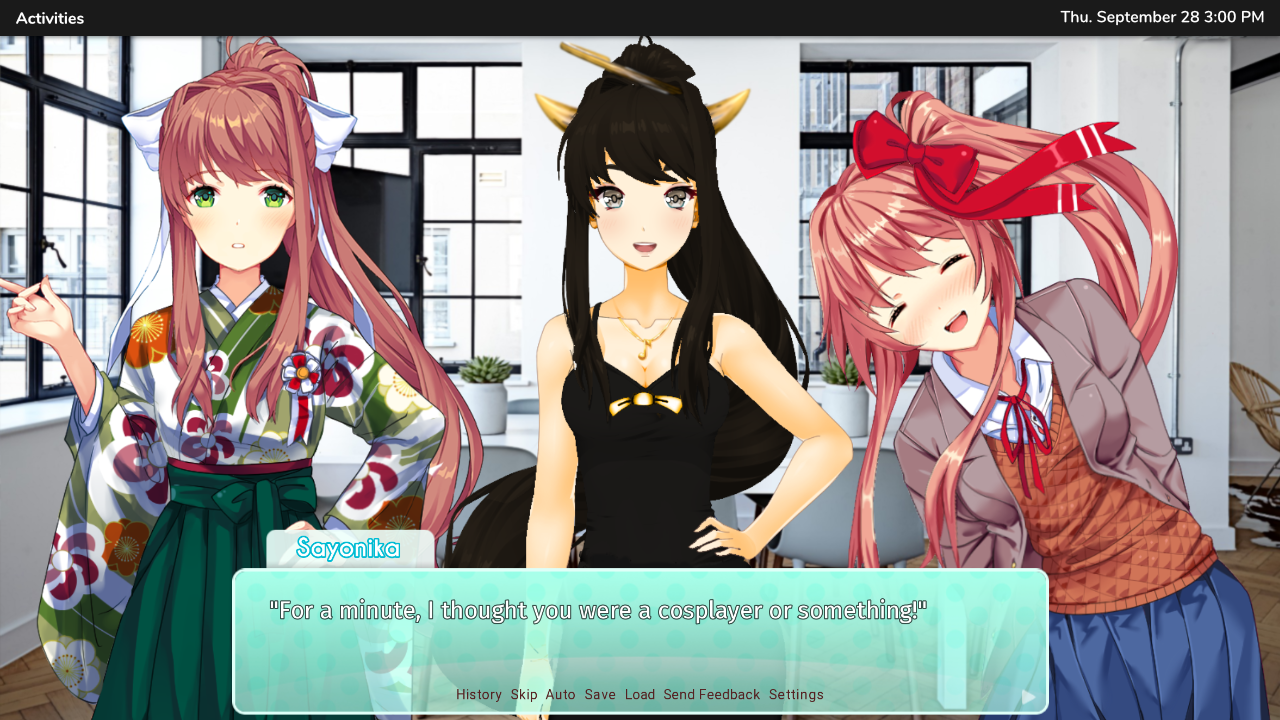 Activities
Thu. September 28 3:00 PM
Sayonika
"For a minute, I thought you were a cosplayer or something!"
History Skip Auto Save Load Send Feedback Settings